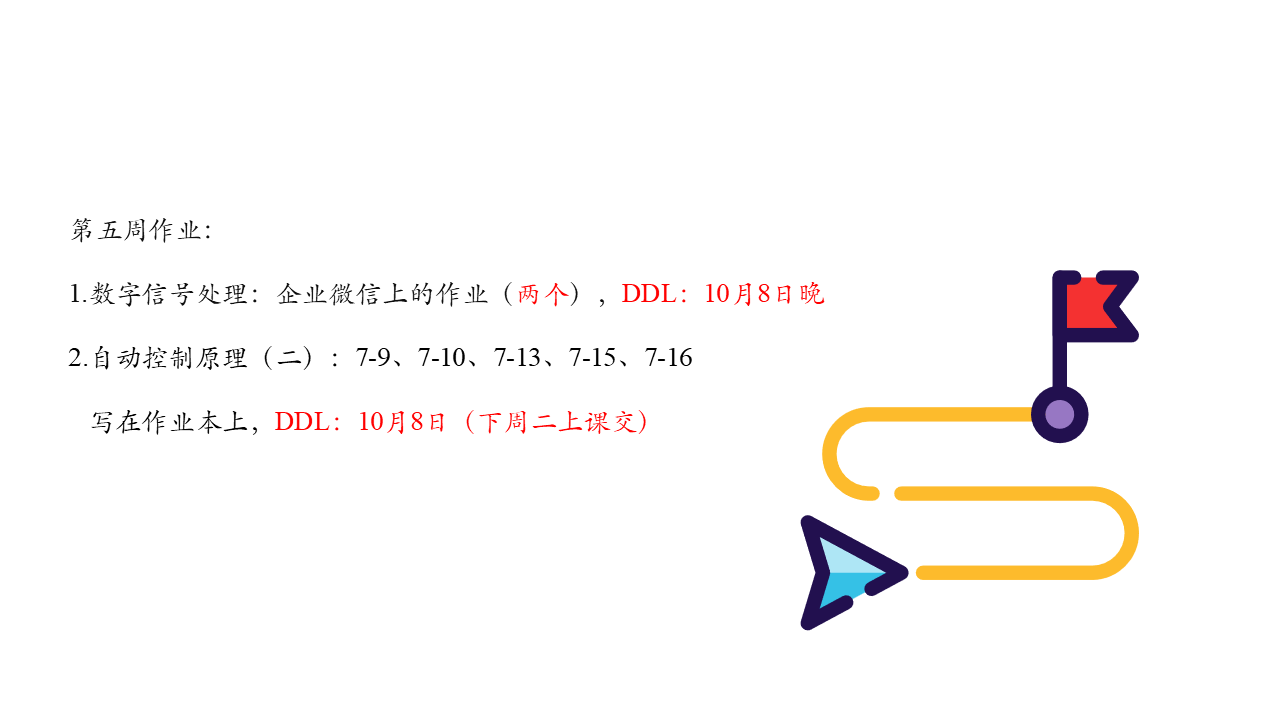 第五周作业：
1.数字信号处理：企业微信上的作业（两个），DDL：10月8日晚
2.自动控制原理（二）：7-9、7-10、7-13、7-15、7-16
写在作业本上，DDL：10月8日（下周二上课交）